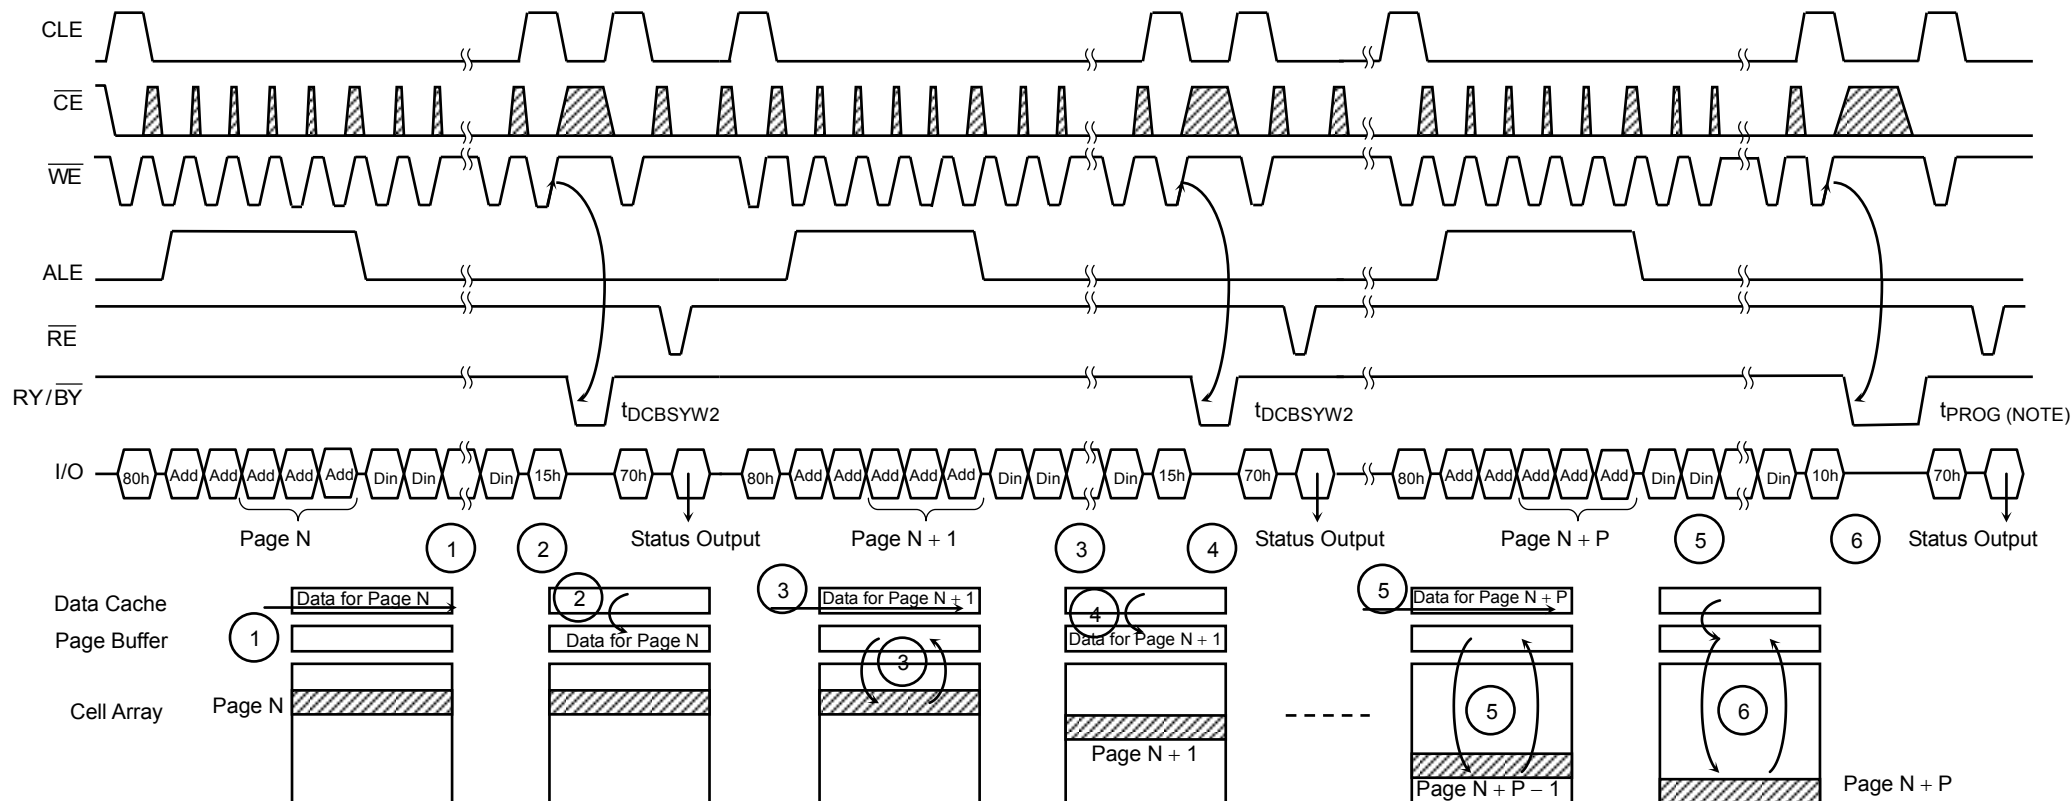 CLE
CE
WE
ALE
RE
RY/BY
tDCBSYW2 tDCBSYW2 tPROG (NOTE)
I/O 80h Add Add Add Add Add Din Din Din 15h 70h 80h Add Add Add Add Add Din Din Din 15h 70h 80h Add Add Add Add Add Din Din Din 10h 70h
Page N 1 2 Status Output Page N + 1 3 4 Status Output Page N + P 5 6 Status Output
Data Cache Data for Page N 2 3 Data for Page N + 1 4 5 Data for Page N + P
Page Buffer 1 Data for Page N 3 Data for Page N + 1
Cell Array Page N 5 6
Page N + 1
Page N + P − 1 Page N + P